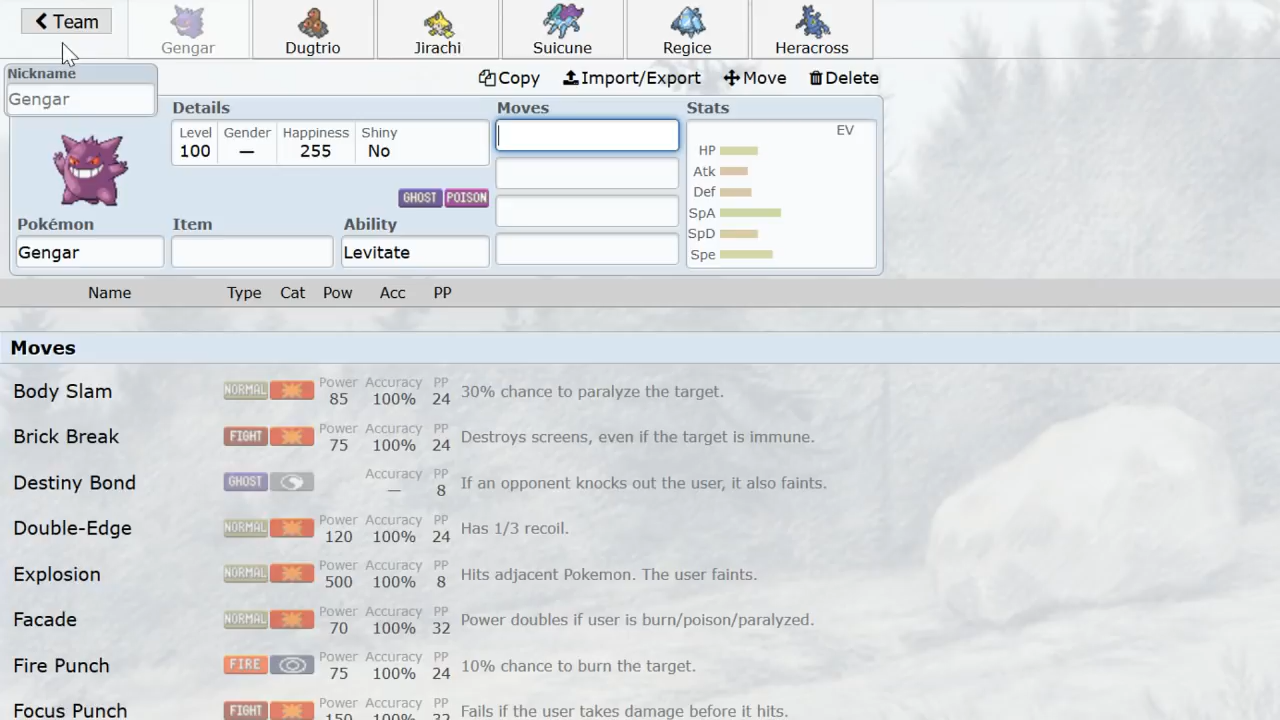 Team
Gengar
Dugtrio
Jirachi
Suicune
Regice
Heracross
Copy
Import/Export
Move
Delete
Nickname
Gengar
Details
Level
100
Gender
—
Happiness
255
Shiny
No
GHOST POISON
Pokémon
Gengar
Item
Ability
Levitate
Moves
Stats
EV
HP
Atk
Def
SpA
SpD
Spe
Name Type Cat Pow Acc PP
Moves
Body Slam NORMAL Power 85 Accuracy 100% PP 24 30% chance to paralyze the target.
Brick Break FIGHT Power 75 Accuracy 100% PP 24 Destroys screens, even if the target is immune.
Destiny Bond GHOST Accuracy — PP 8 If an opponent knocks out the user, it also faints.
Double-Edge NORMAL Power 120 Accuracy 100% PP 24 Has 1/3 recoil.
Explosion NORMAL Power 500 Accuracy 100% PP 8 Hits adjacent Pokemon. The user faints.
Facade NORMAL Power 70 Accuracy 100% PP 32 Power doubles if user is burn/poison/paralyzed.
Fire Punch FIRE Power 75 Accuracy 100% PP 24 10% chance to burn the target.
Focus Punch FIGHT Power 150 Accuracy 100% PP 32 Fails if the user takes damage before it hits.